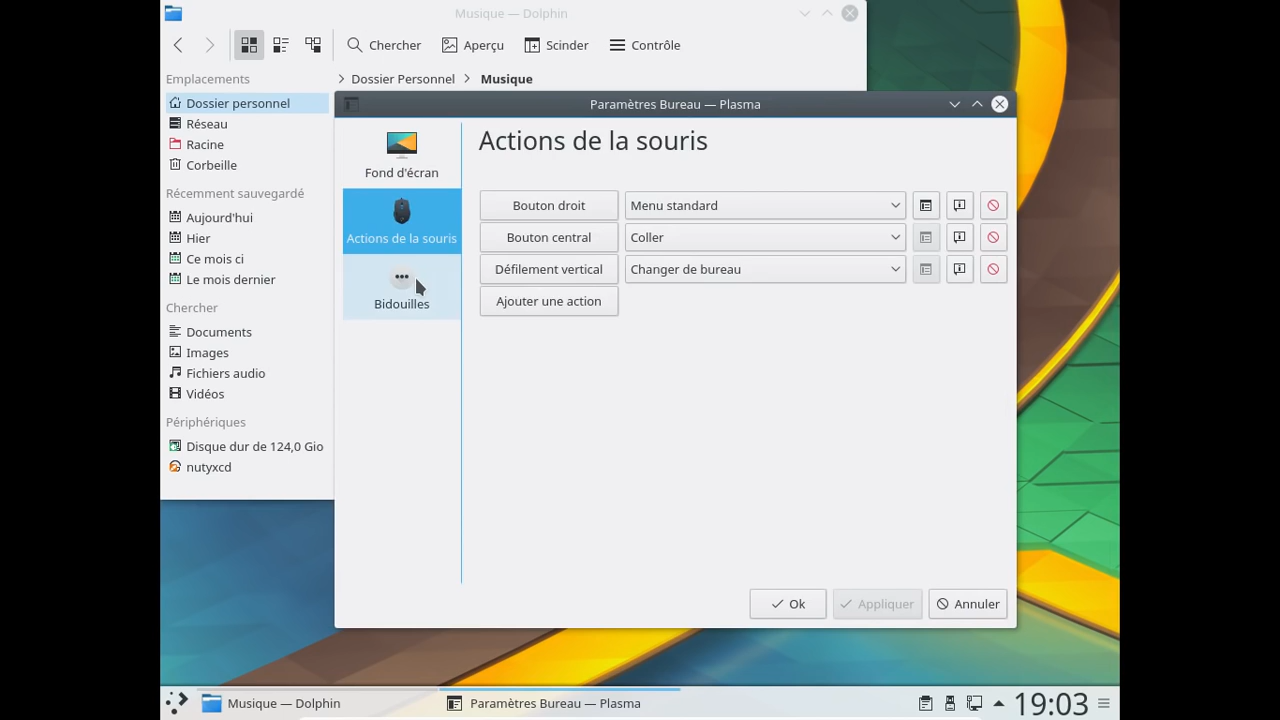 Musique — Dolphin
Chercher
Aperçu
Scinder
Contrôle
Emplacements
Dossier Personnel
Musique
Dossier personnel
Réseau
Racine
Corbeille
Récemment sauvegardé
Aujourd'hui
Hier
Ce mois ci
Le mois dernier
Chercher
Documents
Images
Fichiers audio
Vidéos
Périphériques
Disque dur de 124,0 Gio
nutyxcd
Paramètres Bureau — Plasma
Fond d'écran
Actions de la souris
Bidouilles
Actions de la souris
Bouton droit
Menu standard
Bouton central
Coller
Défilement vertical
Changer de bureau
Ajouter une action
Ok
Appliquer
Annuler
Musique — Dolphin
Paramètres Bureau — Plasma
19:03